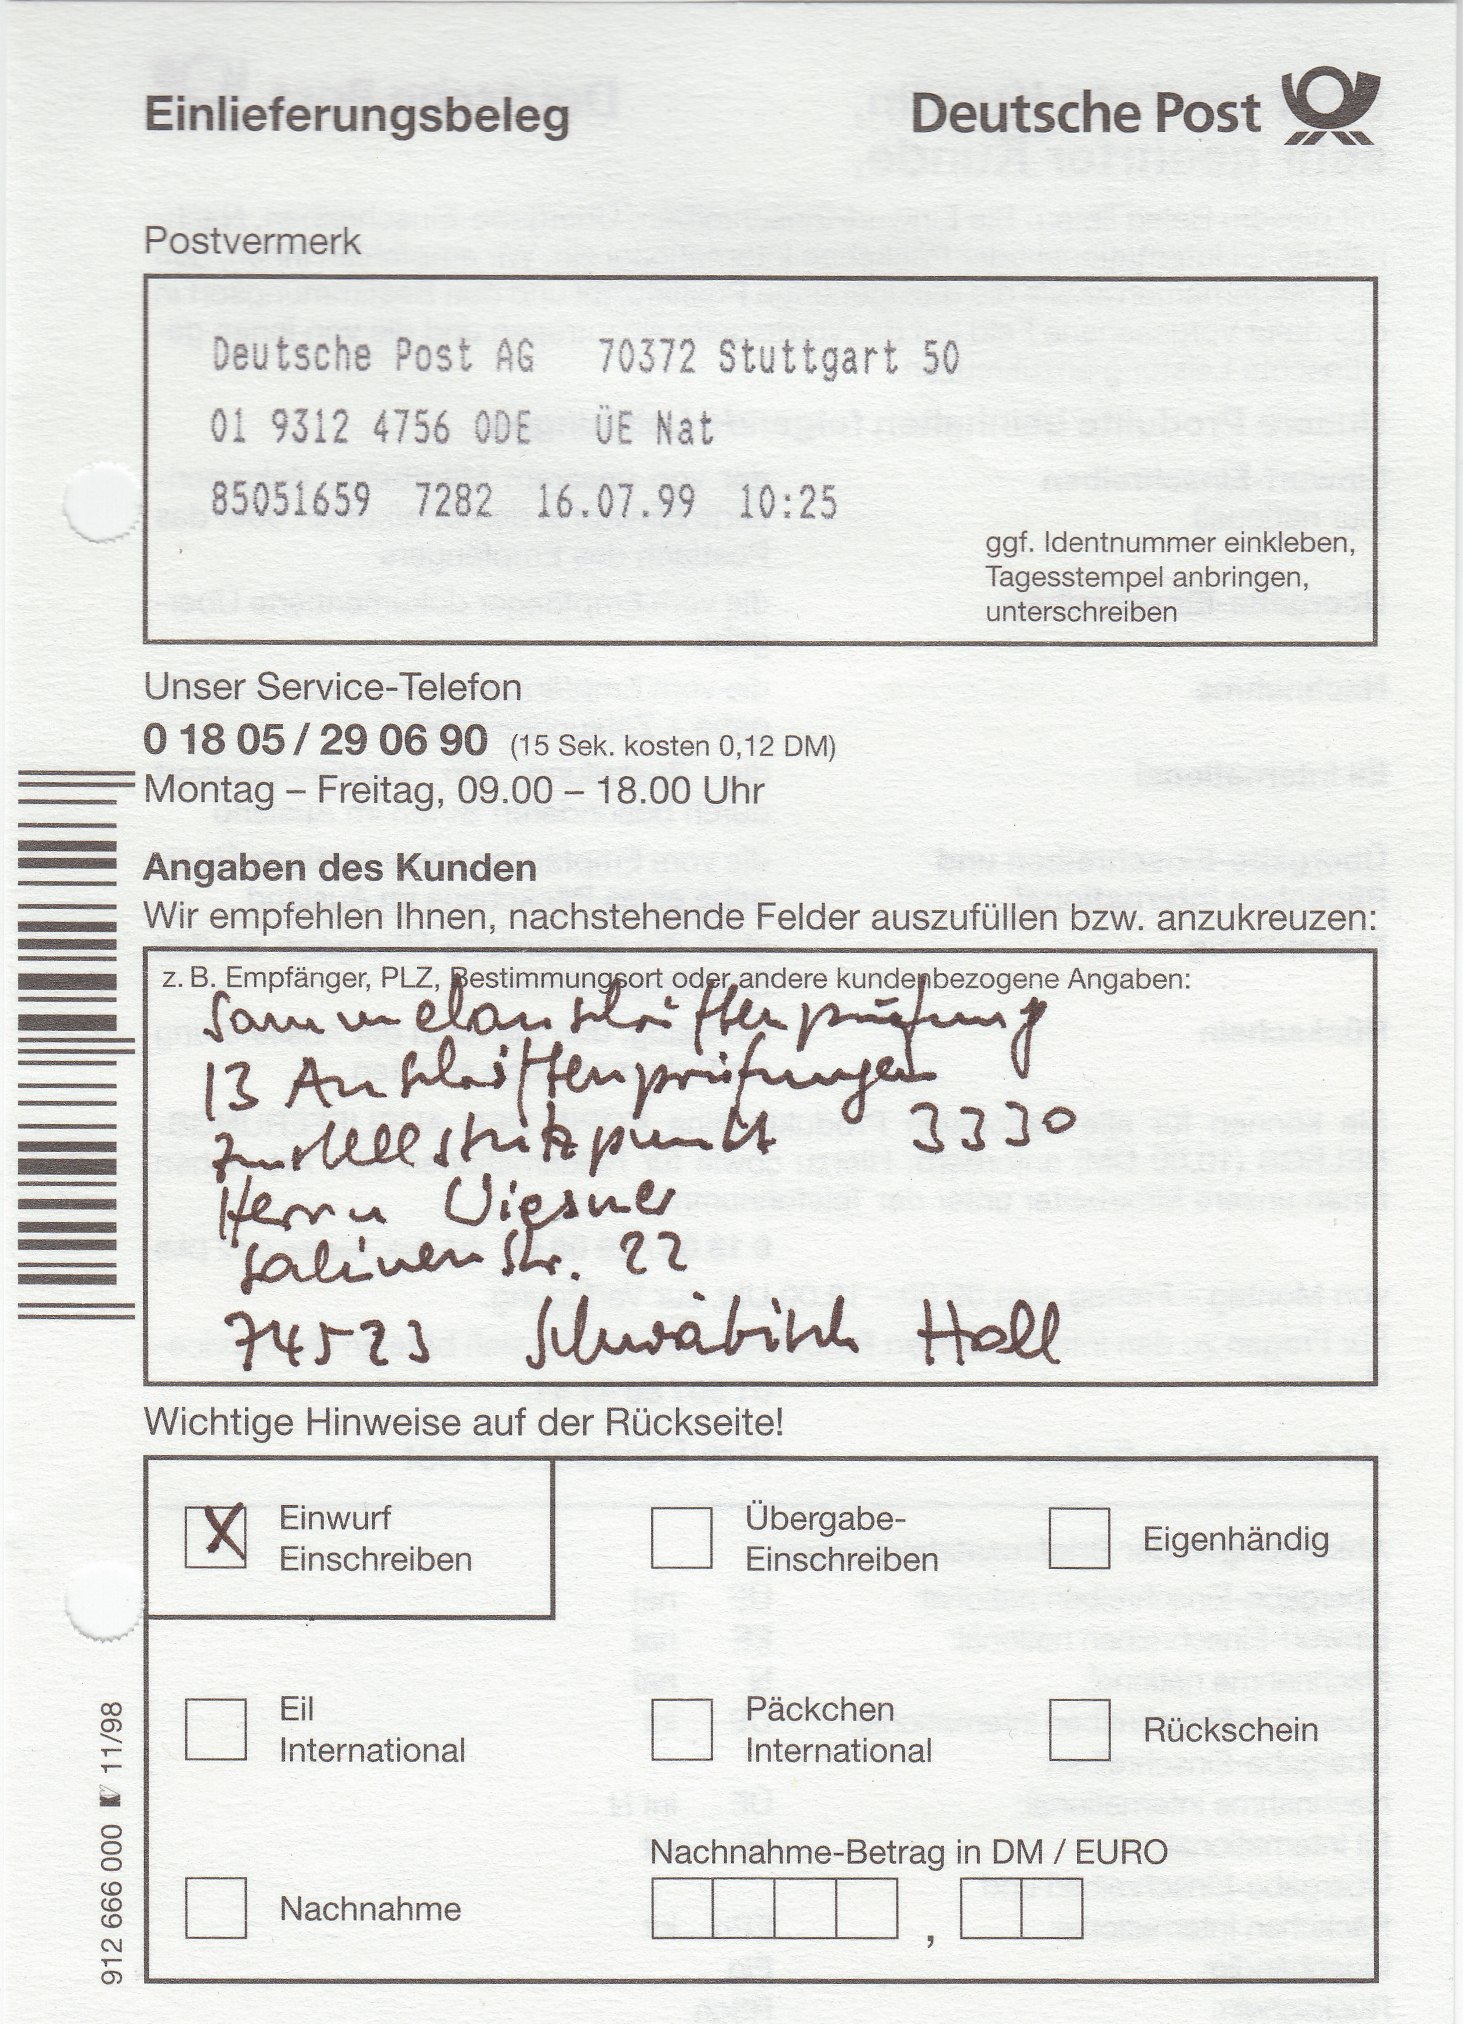 Einlieferungsbeleg
Deutsche Post
Postvermerk
Deutsche Post AG 70372 Stuttgart 50
01 9312 4756 0DE ÜE Nat
85051659 7282 16.07.99 10:25
ggf. Identnummer einkleben,
Tagesstempel anbringen,
unterschreiben
Unser Service-Telefon
0 18 05 / 29 06 90 (15 Sek. kosten 0,12 DM)
Montag – Freitag, 09.00 – 18.00 Uhr
Angaben des Kunden
Wir empfehlen Ihnen, nachstehende Felder auszufüllen bzw. anzukreuzen:
z. B. Empfänger, PLZ, Bestimmungsort oder andere kundenbezogene Angaben:
Sammelanschriftenprüfung
13 Anschriftenprüfungen
Zustellstützpunkt 3330
Herrn
Salinenstr. 22
74523 Schwäbisch Hall
Wichtige Hinweise auf der Rückseite!
X Einwurf
Einschreiben
Übergabe-
Einschreiben
Eigenhändig
Eil
International
Päckchen
International
Rückschein
Nachnahme
Nachnahme-Betrag in DM / EURO
,
912 666 000 11/98